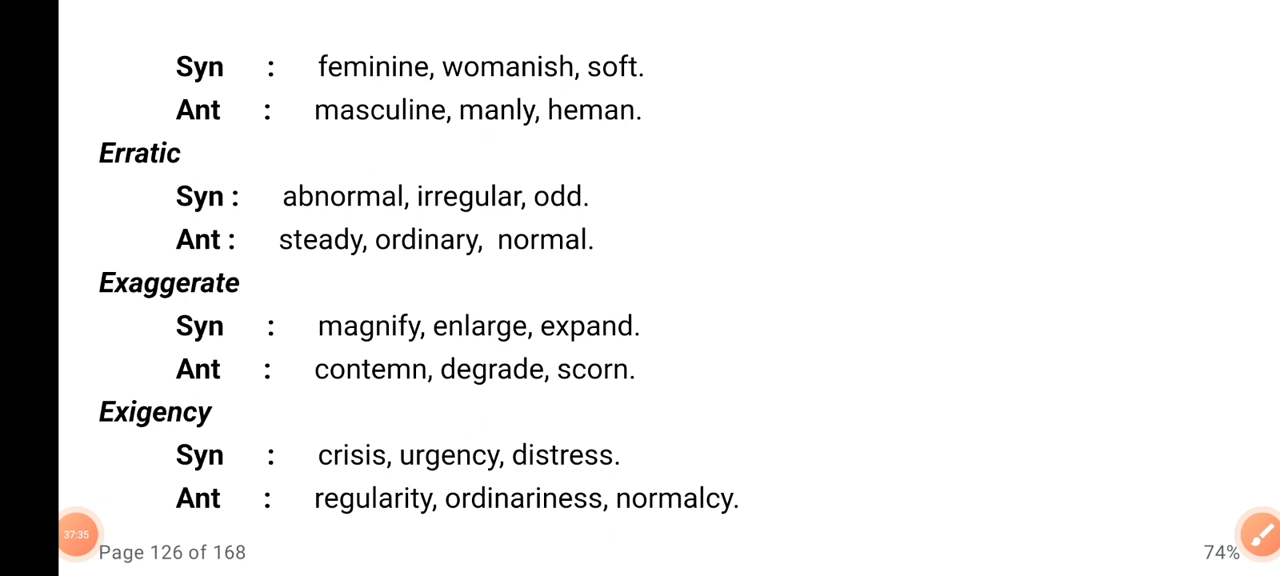 Syn : feminine, womanish, soft.
Ant : masculine, manly, heman.
Erratic
Syn : abnormal, irregular, odd.
Ant : steady, ordinary, normal.
Exaggerate
Syn : magnify, enlarge, expand.
Ant : contemn, degrade, scorn.
Exigency
Syn : crisis, urgency, distress.
Ant : regularity, ordinariness, normalcy.
37:35
Page 126 of 168 74%